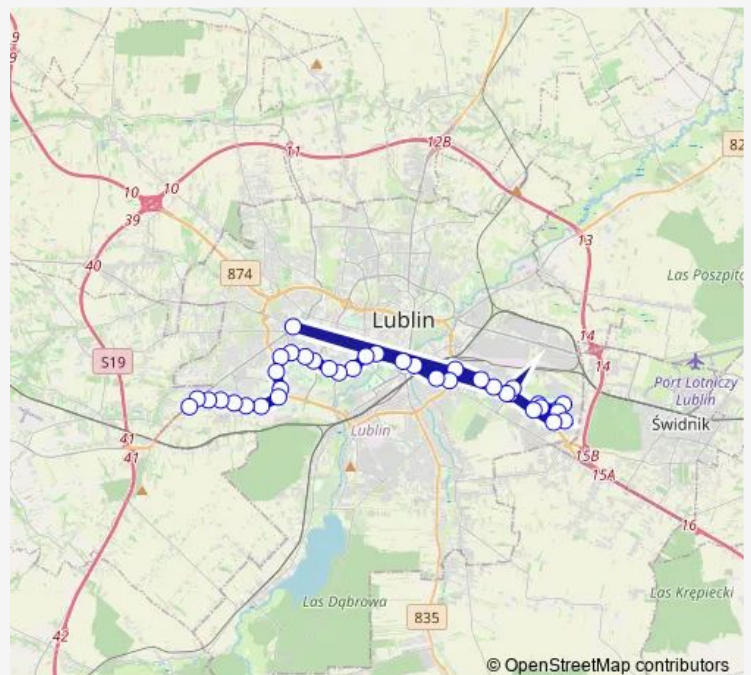 9
9
11
12B
82
10
10
39
13
40
874
Las Poszpito
Lublin
14
S19
14
Port Lotniczy
Lublin
Świdnik
41
Lublin
41
15B
15A
16
Las Dąbrowa
Las Krępiecki
835
42
© OpenStreetMap contributors